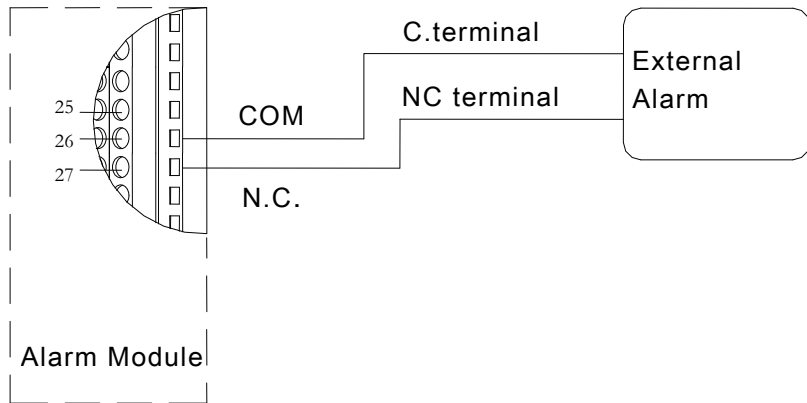 C.terminal
External
Alarm
NC terminal
25
COM
26
27
N.C.
Alarm Module